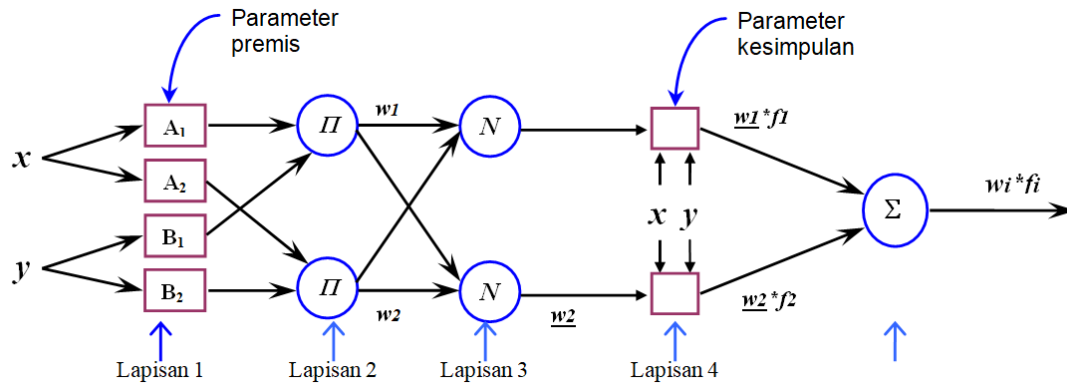 Parameter
premis
Parameter
kesimpulan
x
y
A₁
A₂
B₁
B₂
Π
Π
w1
w2
N
N
w2
x y
w1*f1
w2*f2
Σ
wi*fi
Lapisan 1
Lapisan 2
Lapisan 3
Lapisan 4